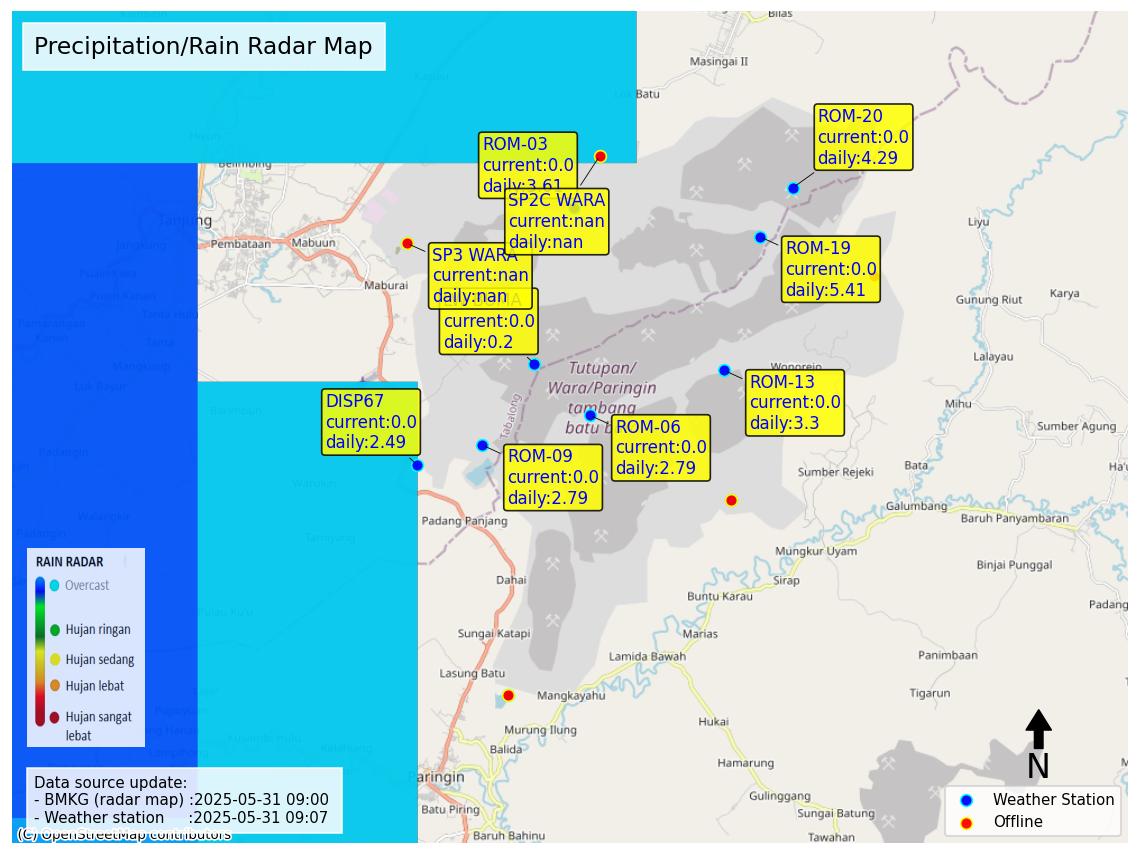 Precipitation/Rain Radar Map
Bilas
Masingai II
Batu
ROM-20
current:0.0
daily:4.29
ROM-03
current:0.0
daily:3.61
SP2C WARA
current:nan
daily:nan
Belimbing
Tanjung
Pembataan
Mabuun
Maburai
SP3 WARA
current:nan
daily:nan
current:0.0
daily:0.2
ROM-19
current:0.0
daily:5.41
Liyu
Gunung Riut
Karya
Lalayau
Mihu
Sumber Agung
Bata
Sumber Rejeki
Galumbang
Baruh Panyambaran
Wonorejo
ROM-13
current:0.0
daily:3.3
Tutupan/
Wara/Paringin
tambang
batu
Tabalong
DISP67
current:0.0
daily:2.49
ROM-06
current:0.0
daily:2.79
ROM-09
current:0.0
daily:2.79
Padang Panjang
Dahai
Mungkur Uyam
Sirap
Binjai Punggal
Buntu Karau
Padang
Marias
Sungai Katapi
Lamida Bawah
Panimbaan
Lasung Batu
Mangkayahu
Tigarun
Murung Ilung
Hukai
Balida
Hamarung
Paringin
Gulinggang
Batu Piring
Sungai Batung
Baruh Bahinu
Tawahan
RAIN RADAR
Overcast
Hujan ringan
Hujan sedang
Hujan lebat
Hujan sangat
lebat
Data source update:
- BMKG (radar map) :2025-05-31 09:00
- Weather station :2025-05-31 09:07
(C) OpenStreetMap contributors
N
Weather Station
Offline